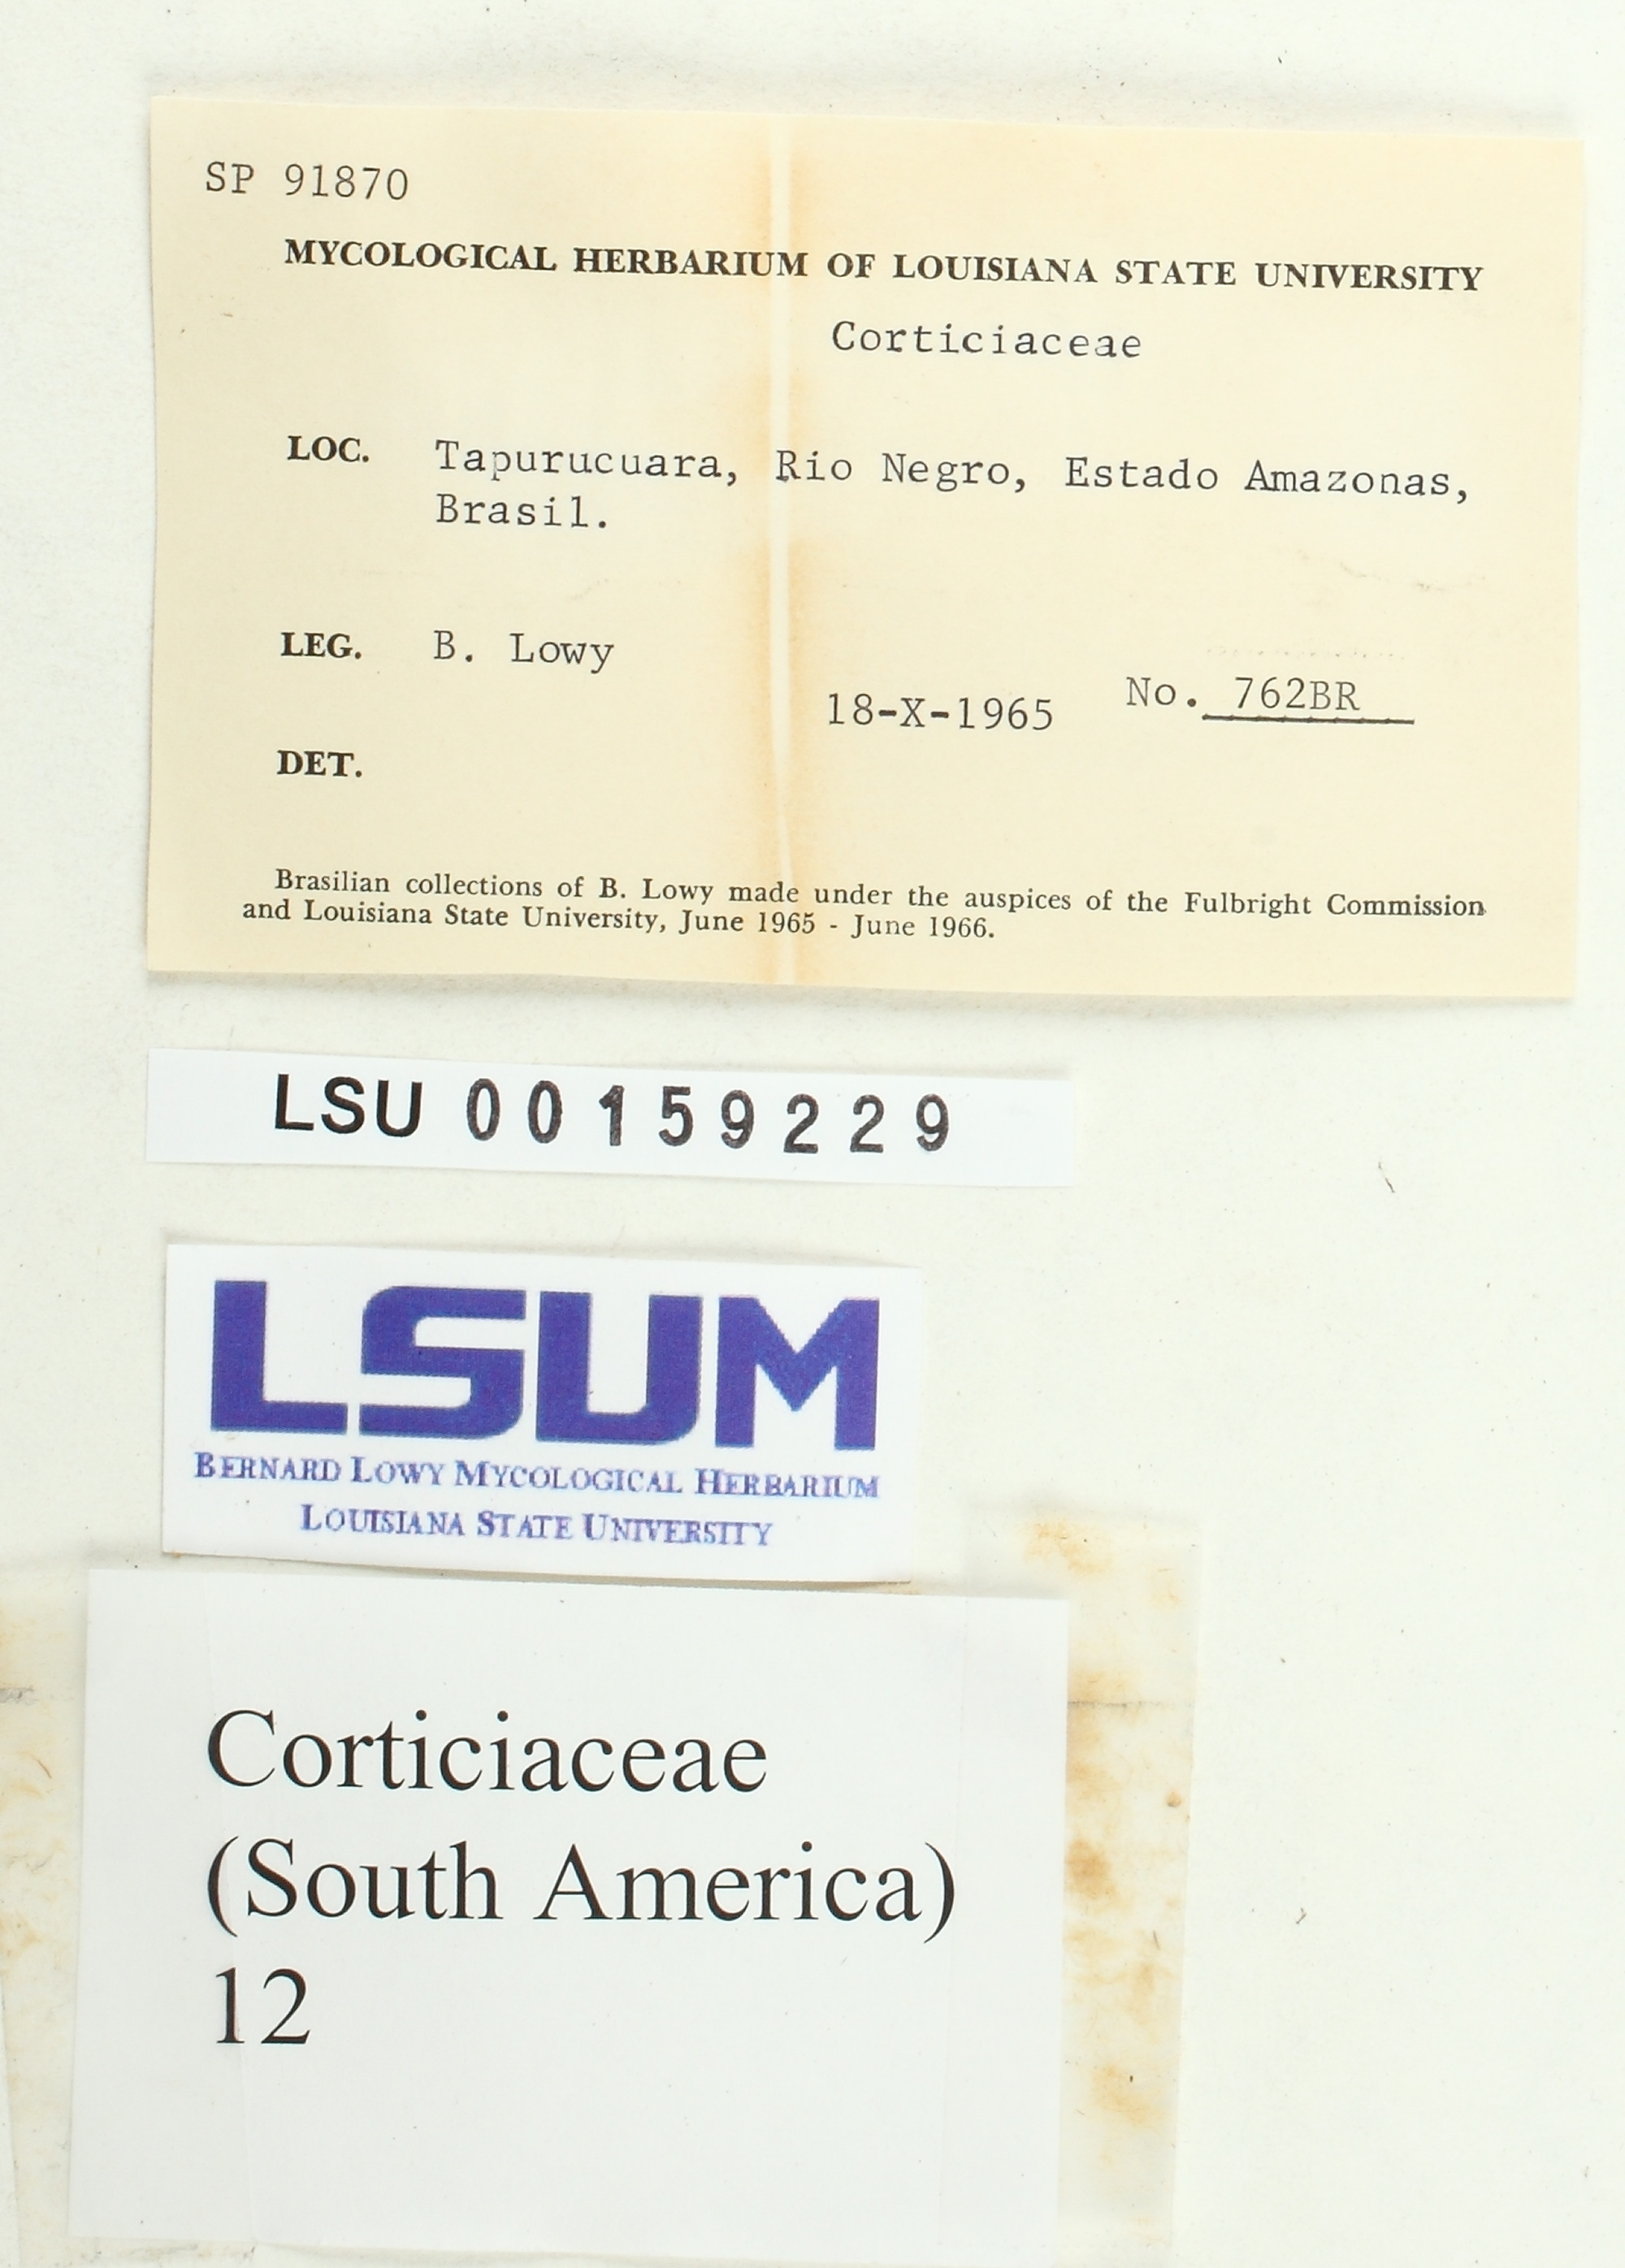 SP 91870
MYCOLOGICAL HERBARIUM OF LOUISIANA STATE UNIVERSITY
Corticiaceae
LOC. Tapurucuara, Rio Negro, Estado Amazonas,
Brasil.
LEG. B. Lowy
18-X-1965 No. 762BR
DET.
Brasilian collections of B. Lowy made under the auspices of the Fulbright Commission
and Louisiana State University, June 1965 - June 1966.
LSU 00159229
LSUM
BERNARD LOWY MYCOLOGICAL HERBARIUM
LOUISIANA STATE UNIVERSITY
Corticiaceae
(South America)
12